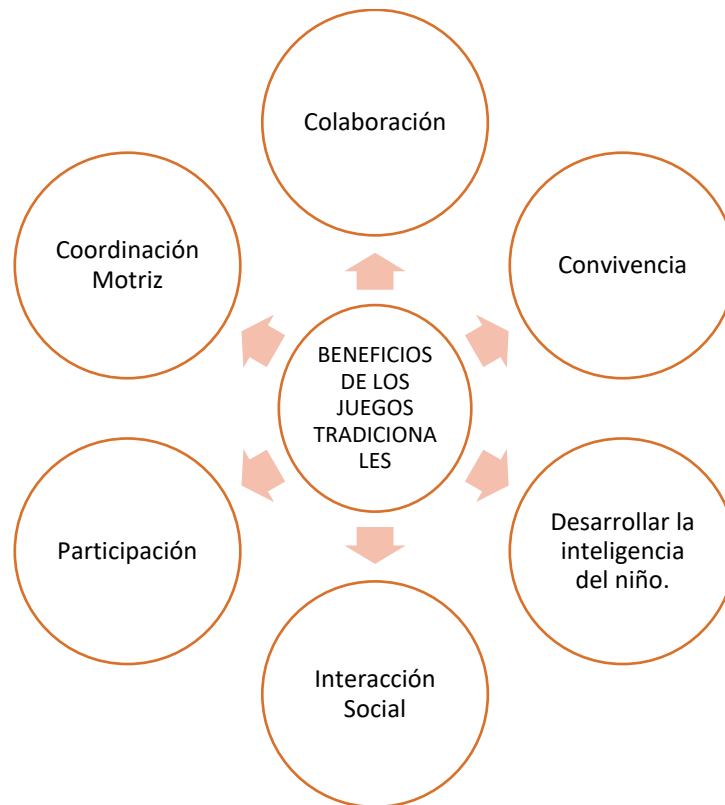 Colaboración
Coordinación
Motriz
Convivencia
BENEFICIOS
DE LOS
JUEGOS
TRADICIONA
LES
Participación
Desarrollar la
inteligencia
del niño.
Interacción
Social